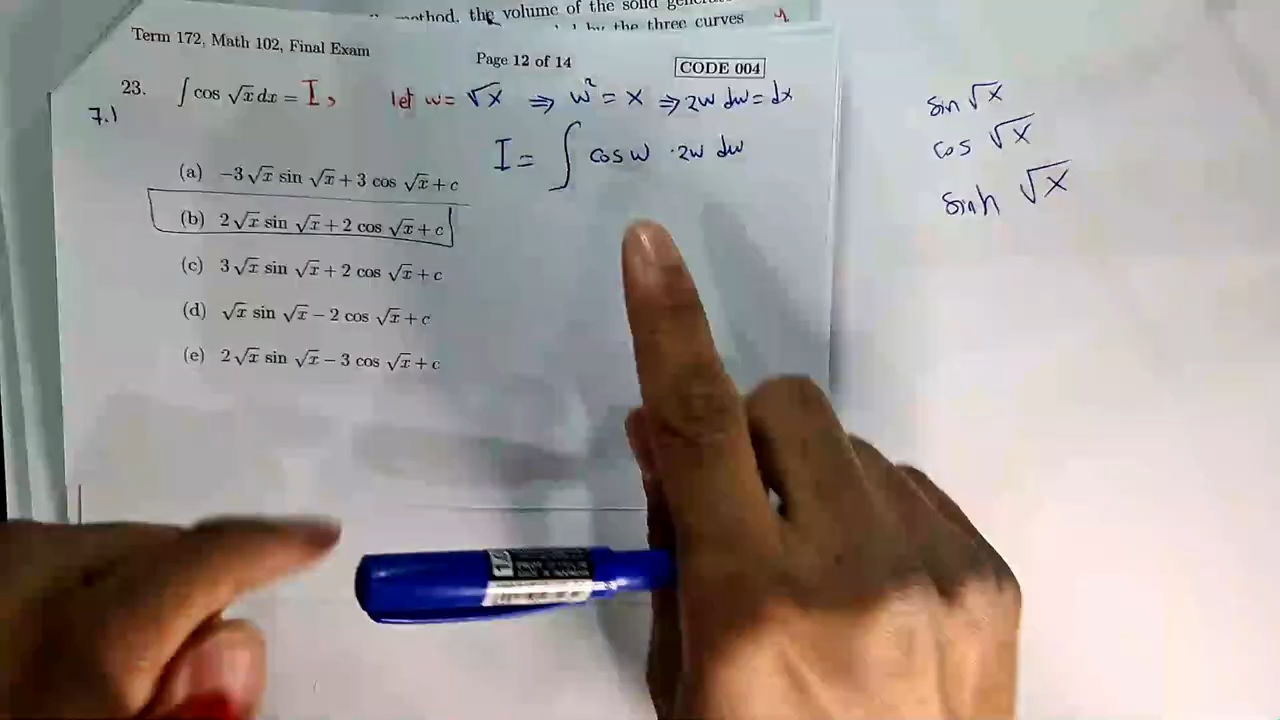 method, the volume of the solid
by the three curves
Term 172, Math 102, Final Exam
Page 12 of 14
CODE 004
23. ∫ cos √x dx = I,
let w = √x ⇒ w² = x ⇒ 2w dw = dx
7.1
I = ∫ cos w · 2w dw
(a) −3√x sin √x + 3 cos √x + c
(b) 2√x sin √x + 2 cos √x + c
(c) 3√x sin √x + 2 cos √x + c
(d) √x sin √x − 2 cos √x + c
(e) 2√x sin √x − 3 cos √x + c
sin √x
cos √x
sinh √x